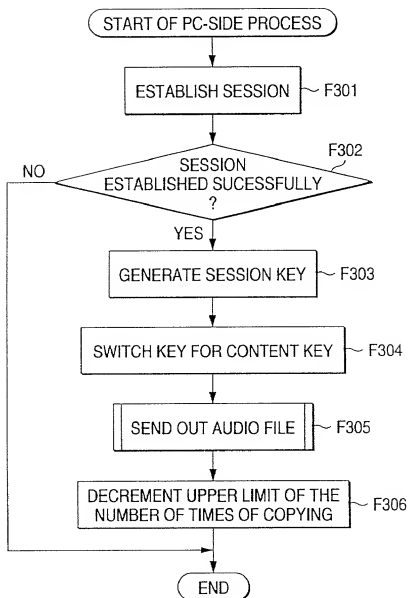 START OF PC-SIDE PROCESS
ESTABLISH SESSION
F301
F302
SESSION
ESTABLISHED SUCESSFULLY
?
NO
YES
GENERATE SESSION KEY
F303
SWITCH KEY FOR CONTENT KEY
F304
SEND OUT AUDIO FILE
F305
DECREMENT UPPER LIMIT OF THE
NUMBER OF TIMES OF COPYING
F306
END